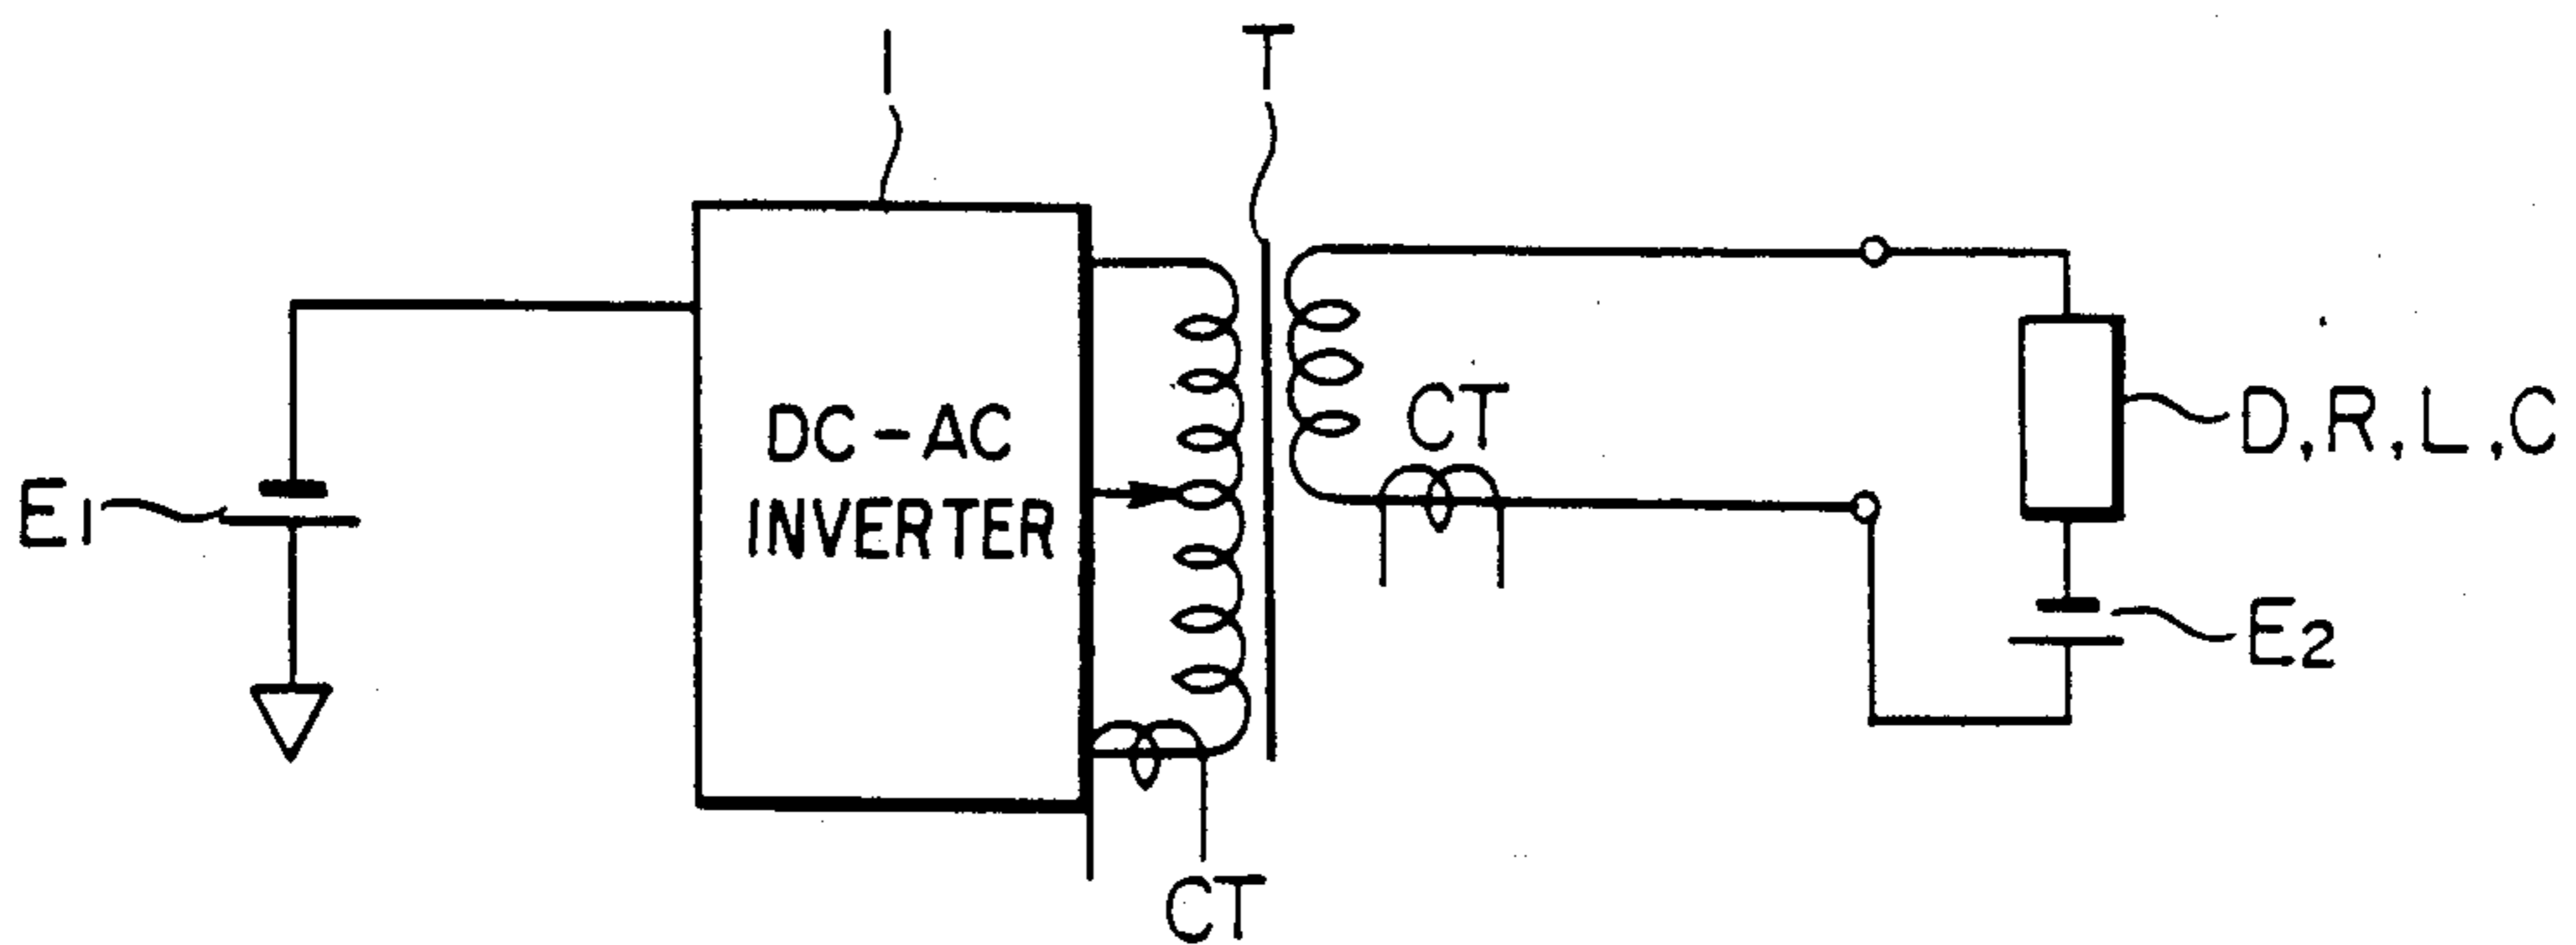 I
T
DC-AC
INVERTER
CT
D,R,L,C
E1
E2
CT